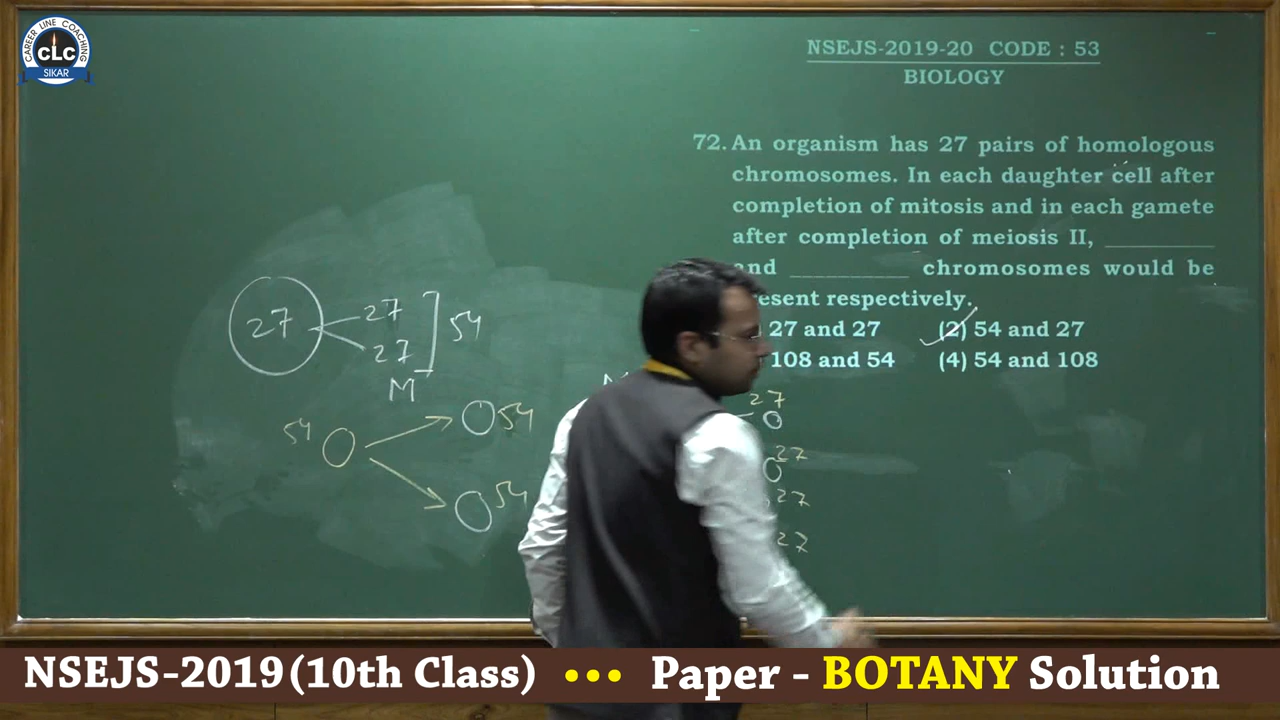 CAREER LINE COACHING
CLC
SIKAR
NSEJS-2019-20 CODE : 53
BIOLOGY
72. An organism has 27 pairs of homologous
chromosomes. In each daughter cell after
completion of mitosis and in each gamete
after completion of meiosis II, __________
and __________ chromosomes would be
resent respectively.
27 and 27 (2) 54 and 27
108 and 54 (4) 54 and 108
27 27 27 54
M
54 54 54
27
27
27
27
NSEJS-2019(10th Class) ••• Paper - BOTANY Solution